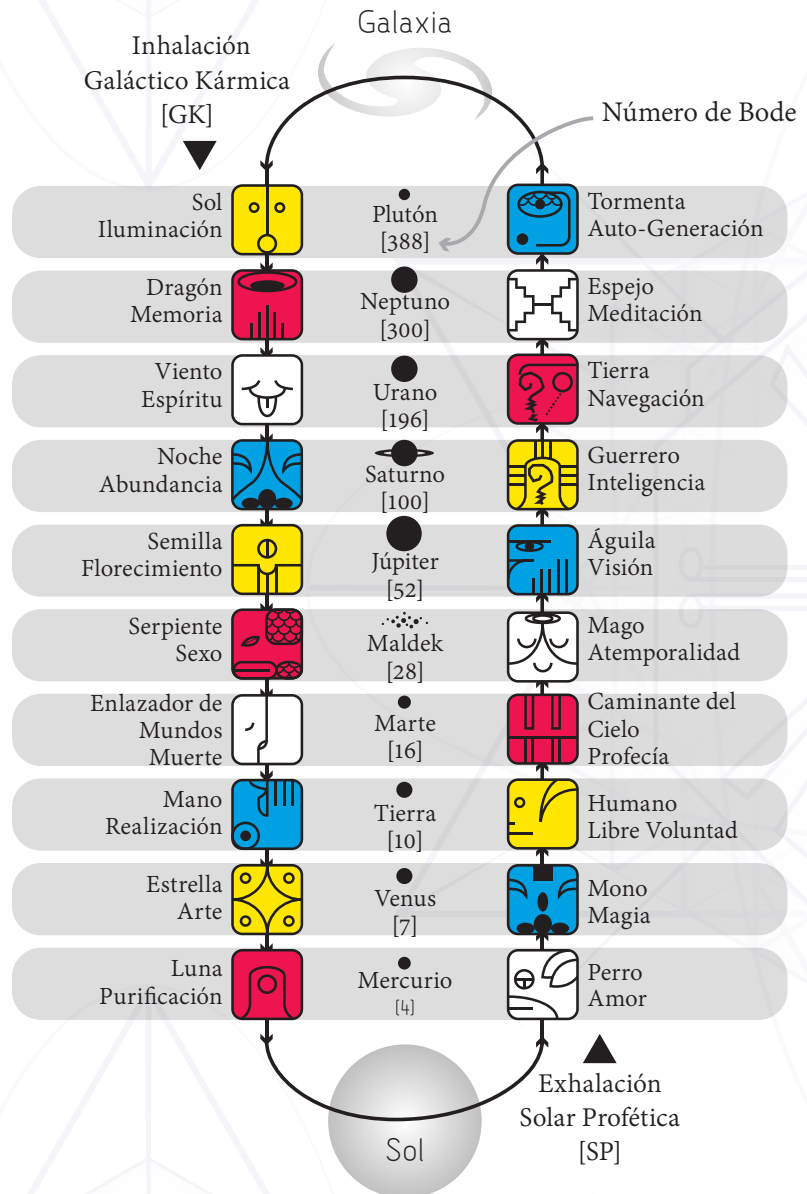 Galaxia
Inhalación
Galáctico Kármica
[GK]
Número de Bode
Sol
Iluminación
Plutón
[388]
Tormenta
Auto-Generación
Dragón
Memoria
Neptuno
[300]
Espejo
Meditación
Viento
Espíritu
Urano
[196]
Tierra
Navegación
Noche
Abundancia
Saturno
[100]
Guerrero
Inteligencia
Semilla
Florecimiento
Júpiter
[52]
Águila
Visión
Serpiente
Sexo
Maldek
[28]
Mago
Atemporalidad
Enlazador de
Mundos
Muerte
Marte
[16]
Caminante del
Cielo
Profecía
Mano
Realización
Tierra
[10]
Humano
Libre Voluntad
Estrella
Arte
Venus
[7]
Mono
Magia
Luna
Purificación
Mercurio
[4]
Perro
Amor
Sol
Exhalación
Solar Profética
[SP]